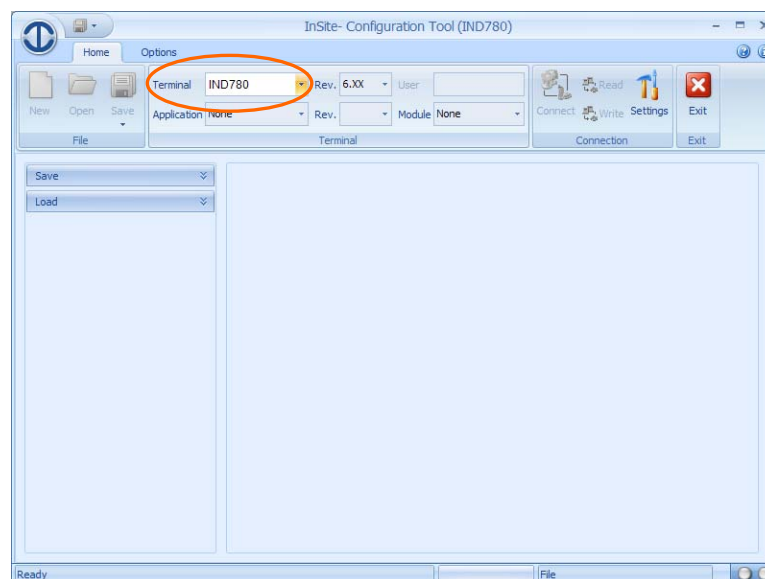 InSite- Configuration Tool (IND780)
Home Options
Terminal IND780 Rev. 6.XX User
Application None Rev. Module None
New Open Save
Connect Read Write Settings Exit
File Terminal Connection Exit
Save
Load
Ready File